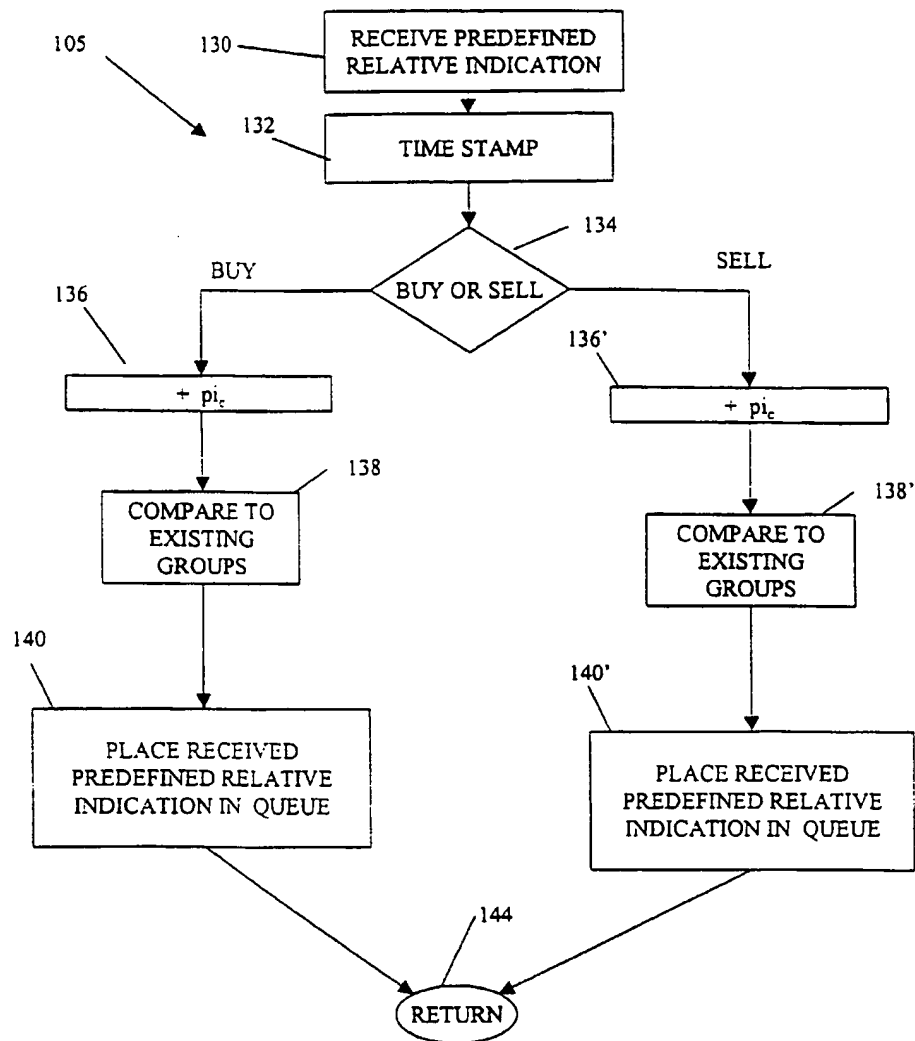 105
130
RECEIVE PREDEFINED
RELATIVE INDICATION
132
TIME STAMP
134
BUY
BUY OR SELL
SELL
136
+ pic
136'
+ pic
138
COMPARE TO
EXISTING
GROUPS
138'
COMPARE TO
EXISTING
GROUPS
140
PLACE RECEIVED
PREDEFINED RELATIVE
INDICATION IN QUEUE
140'
PLACE RECEIVED
PREDEFINED RELATIVE
INDICATION IN QUEUE
144
RETURN